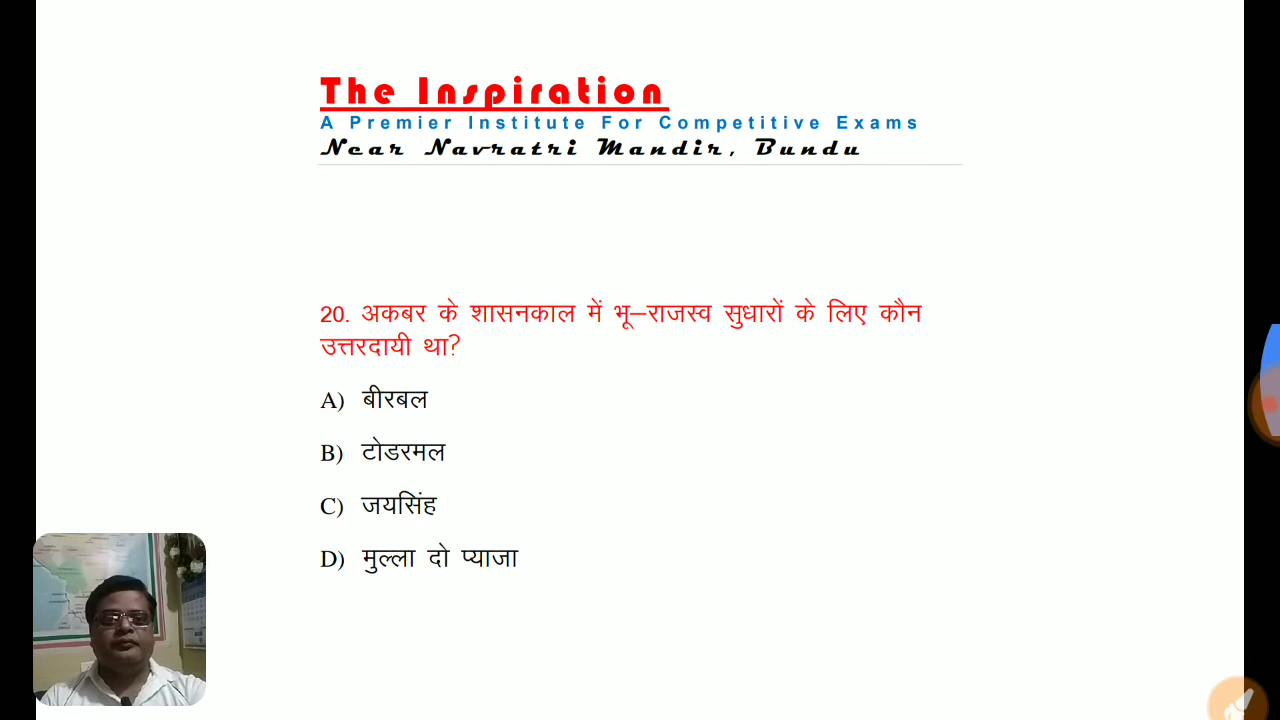 The Inspiration
A Premier Institute For Competitive Exams
Near Navratri Mandir, Bundu
20. अकबर के शासनकाल में भू–राजस्व सुधारों के लिए कौन
उत्तरदायी था?
A) बीरबल
B) टोडरमल
C) जयसिंह
D) मुल्ला दो प्याजा